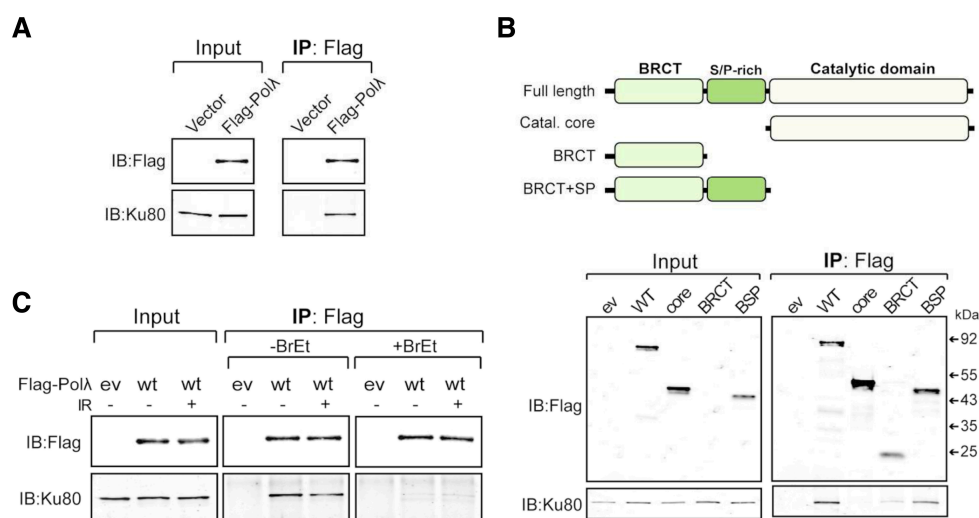 A
Input
IP: Flag
Vector
Flag-Polλ
Vector
Flag-Polλ
IB:Flag
IB:Ku80
B
BRCT S/P-rich Catalytic domain
Full length
Catal. core
BRCT
BRCT+SP
Input IP: Flag
ev WT core BRCT BSP ev WT core BRCT BSP
kDa
92
55
43
35
25
IB:Flag
IB:Ku80
C
Input IP: Flag
-BrEt +BrEt
Flag-Polλ ev wt wt ev wt wt ev wt wt
IR - - + - - + - - +
IB:Flag
IB:Ku80